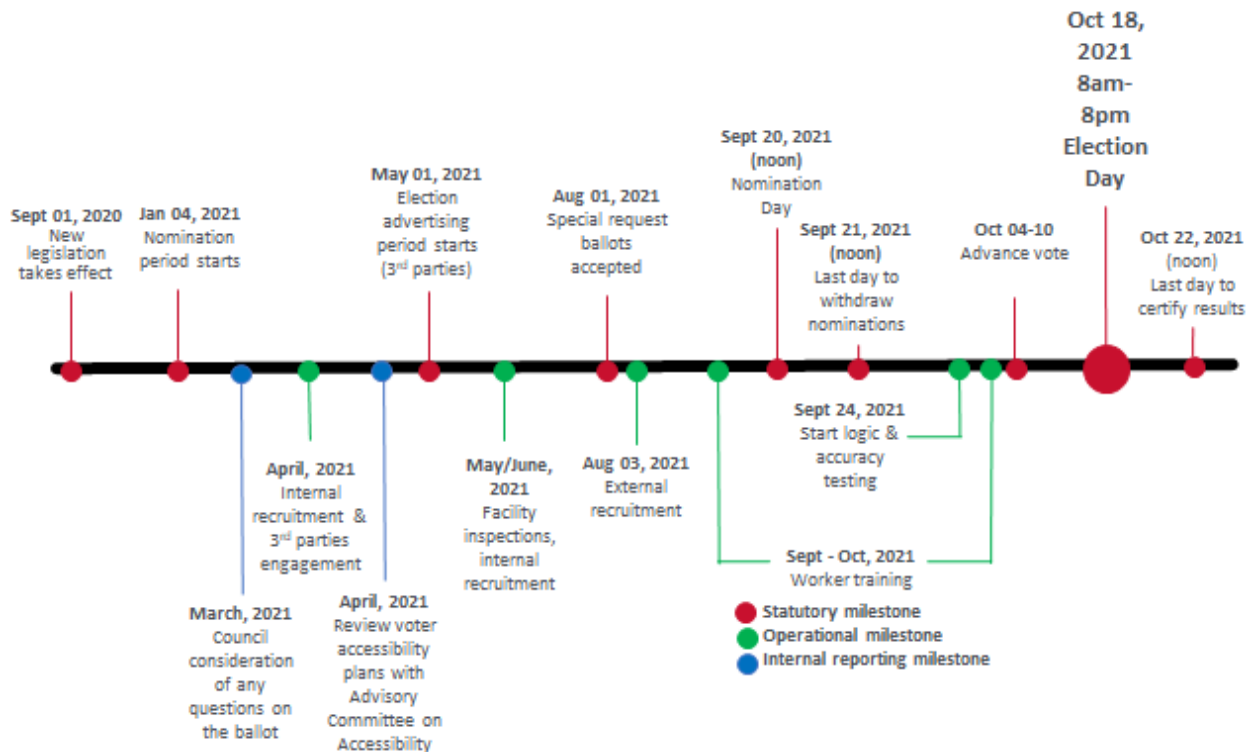 Sept 01, 2020
New
legislation
takes effect
Jan 04, 2021
Nomination
period starts
May 01, 2021
Election
advertising
period starts
(3rd parties)
Aug 01, 2021
Special request
ballots
accepted
Sept 20, 2021
(noon)
Nomination
Day
Sept 21, 2021
(noon)
Last day to
withdraw
nominations
Oct 04-10
Advance vote
Oct 18,
2021
8am-
8pm
Election
Day
Oct 22, 2021
(noon)
Last day to
certify results
March, 2021
Council
consideration
of any
questions on
the ballot
April, 2021
Internal
recruitment &
3rd parties
engagement
April, 2021
Review voter
accessibility
plans with
Advisory
Committee on
Accessibility
May/June,
2021
Facility
inspections,
internal
recruitment
Aug 03, 2021
External
recruitment
Sept 24, 2021
Start logic &
accuracy
testing
Sept - Oct, 2021
Worker training
Statutory milestone
Operational milestone
Internal reporting milestone